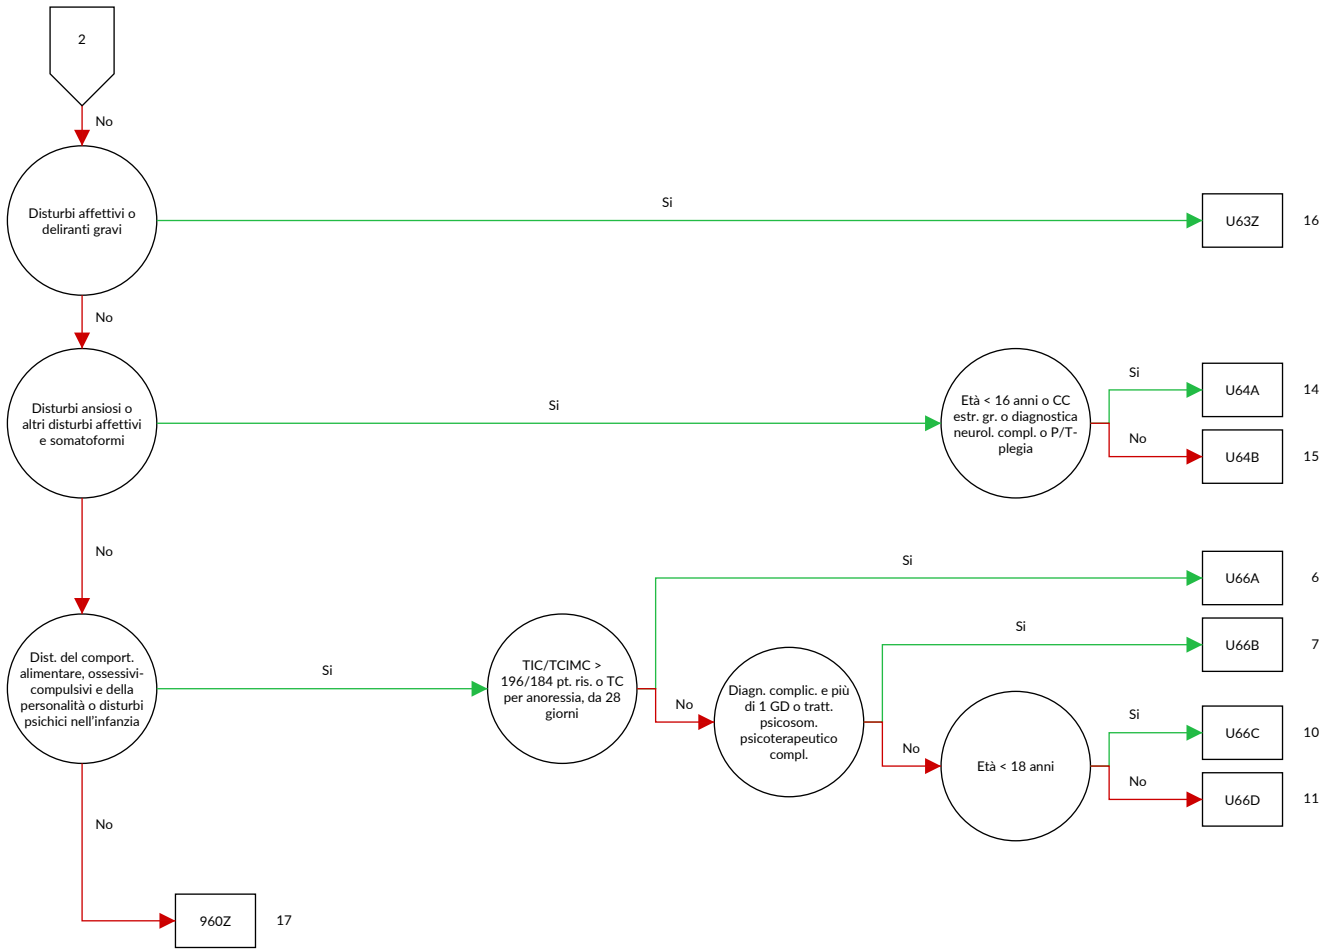 2
No
Disturbi affettivi o
deliranti gravi
Si
U63Z
16
No
Disturbi ansiosi o
altri disturbi affettivi
e somatoformi
Si
Età < 16 anni o CC
estr. gr. o diagnostica
neurol. compl. o P/T-
plegia
Si
U64A
14
No
U64B
15
No
Dist. del comport.
alimentare, ossessivi-
compulsivi e della
personalità o disturbi
psichici nell'infanzia
Si
TIC/TCIMC >
196/184 pt. ris. o TC
per anoressia, da 28
giorni
Si
U66A
6
No
Diagn. complic. e più
di 1 GD o tratt.
psicosom.
psicoterapeutico
compl.
Si
U66B
7
No
Età < 18 anni
Si
U66C
10
No
U66D
11
No
960Z
17